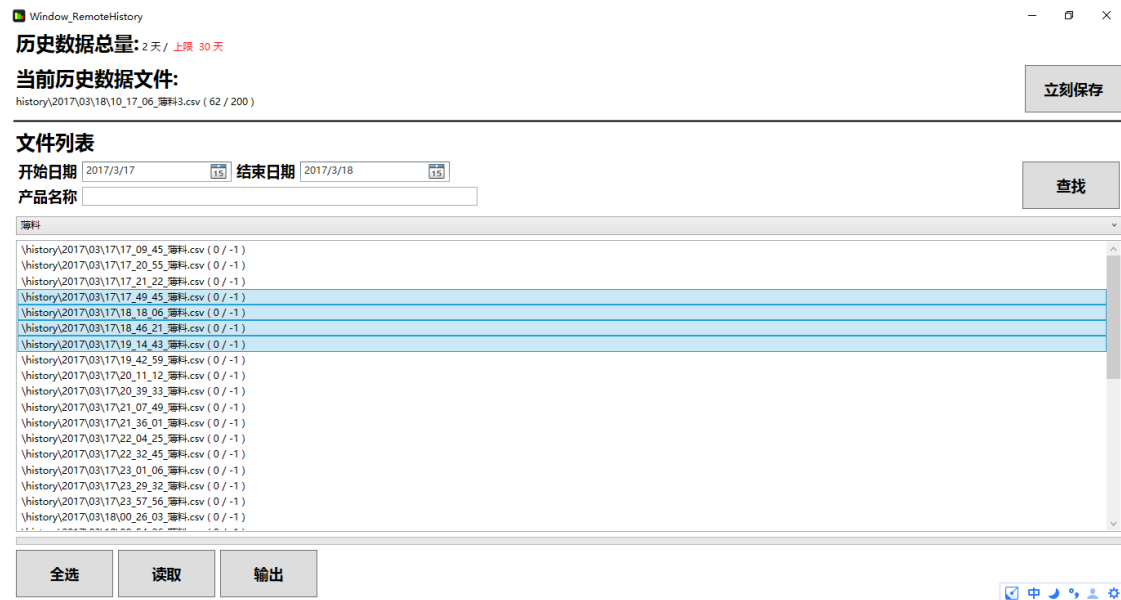 Window_RemoteHistory
历史数据总量: 2 天 / 上限 30 天
当前历史数据文件:
history\2017\03\18\10_17_06_薄料3.csv ( 62 / 200 )
立刻保存
文件列表
开始日期 2017/3/17 15 结束日期 2017/3/18 15
查找
产品名称
薄料
\history\2017\03\17\17_09_45_薄料.csv ( 0 / -1 )
\history\2017\03\17\17_20_55_薄料.csv ( 0 / -1 )
\history\2017\03\17\17_21_22_薄料.csv ( 0 / -1 )
\history\2017\03\17\17_49_45_薄料.csv ( 0 / -1 )
\history\2017\03\17\18_18_06_薄料.csv ( 0 / -1 )
\history\2017\03\17\18_46_21_薄料.csv ( 0 / -1 )
\history\2017\03\17\19_14_43_薄料.csv ( 0 / -1 )
\history\2017\03\17\19_42_59_薄料.csv ( 0 / -1 )
\history\2017\03\17\20_11_12_薄料.csv ( 0 / -1 )
\history\2017\03\17\20_39_33_薄料.csv ( 0 / -1 )
\history\2017\03\17\21_07_49_薄料.csv ( 0 / -1 )
\history\2017\03\17\21_36_01_薄料.csv ( 0 / -1 )
\history\2017\03\17\22_04_25_薄料.csv ( 0 / -1 )
\history\2017\03\17\22_32_45_薄料.csv ( 0 / -1 )
\history\2017\03\17\23_01_06_薄料.csv ( 0 / -1 )
\history\2017\03\17\23_29_32_薄料.csv ( 0 / -1 )
\history\2017\03\17\23_57_56_薄料.csv ( 0 / -1 )
\history\2017\03\18\00_26_03_薄料.csv ( 0 / -1 )
全选 读取 输出
中